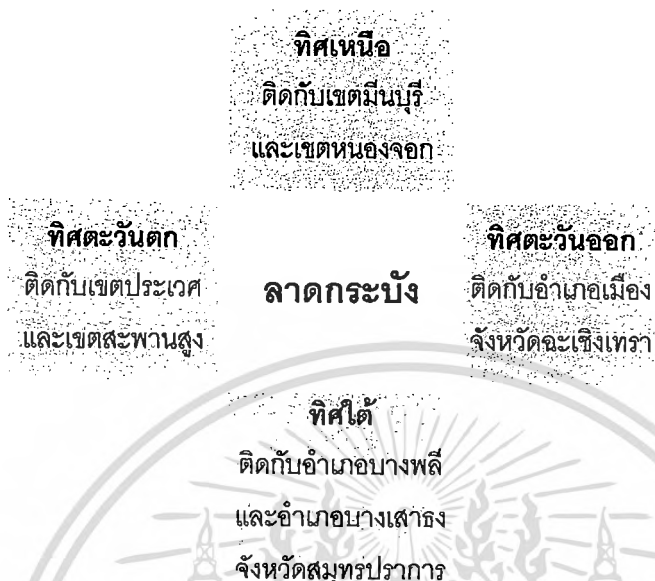 ทิศเหนือ
ติดกับเขตมีนบุรี
และเขตหนองจอก
ทิศตะวันตก
ติดกับเขตประเวศ
และเขตสะพานสูง
ลาดกระบัง
ทิศตะวันออก
ติดกับอำเภอเมือง
จังหวัดฉะเชิงเทรา
ทิศใต้
ติดกับอำเภอบางพลี
และอำเภอบางเสาธง
จังหวัดสมุทรปราการ